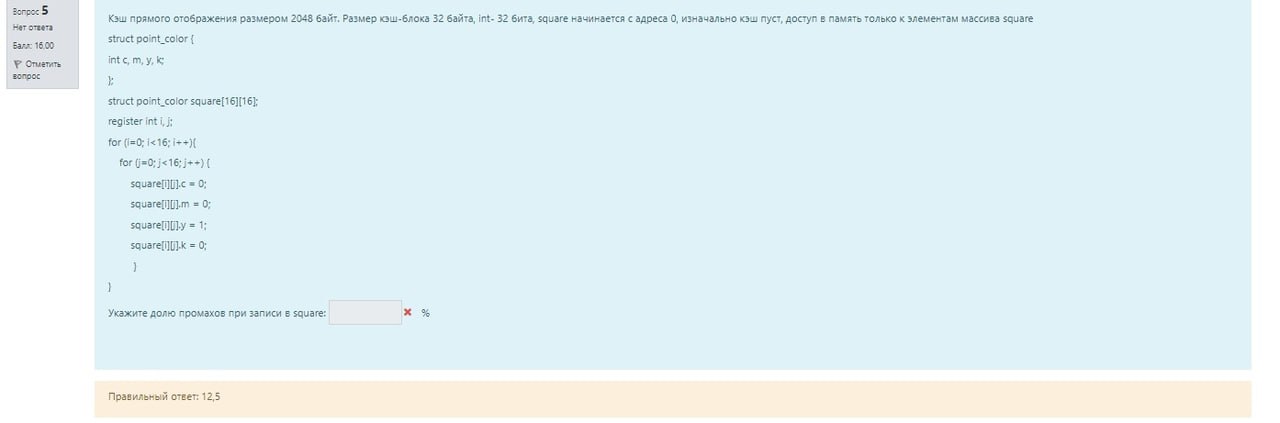 Вопрос 5
Нет ответа
Балл: 16,00
Отметить вопрос
Кэш прямого отображения размером 2048 байт. Размер кэш-блока 32 байта, int- 32 бита, square начинается с адреса 0, изначально кэш пуст, доступ в память только к элементам массива square
struct point_color {
int c, m, y, k;
};
struct point_color square[16][16];
register int i, j;
for (i=0; i<16; i++){
for (j=0; j<16; j++) {
square[i][j].c = 0;
square[i][j].m = 0;
square[i][j].y = 1;
square[i][j].k = 0;
}
}
Укажите долю промахов при записи в square: %
Правильный ответ: 12,5